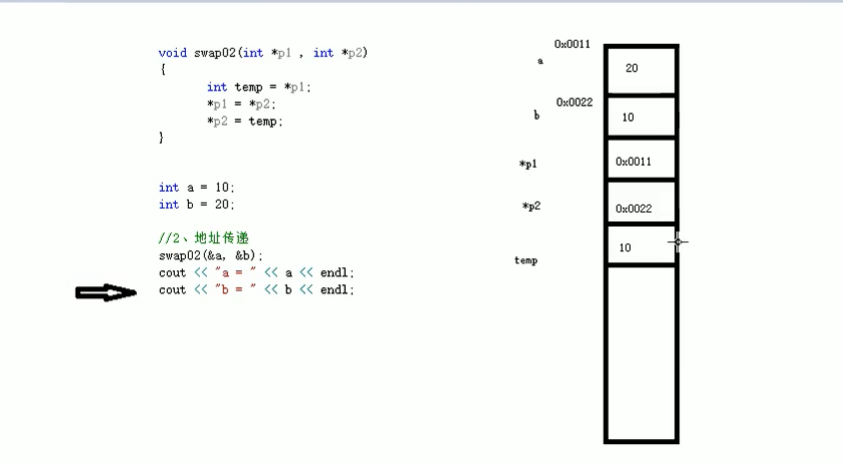 void swap02(int *p1 , int *p2)
{
int temp = *p1;
*p1 = *p2;
*p2 = temp;
}
int a = 10;
int b = 20;
//2、地址传递
swap02(&a, &b);
cout << "a = " << a << endl;
cout << "b = " << b << endl;
0x0011
a
20
0x0022
b
10
*p1
0x0011
*p2
0x0022
temp
10